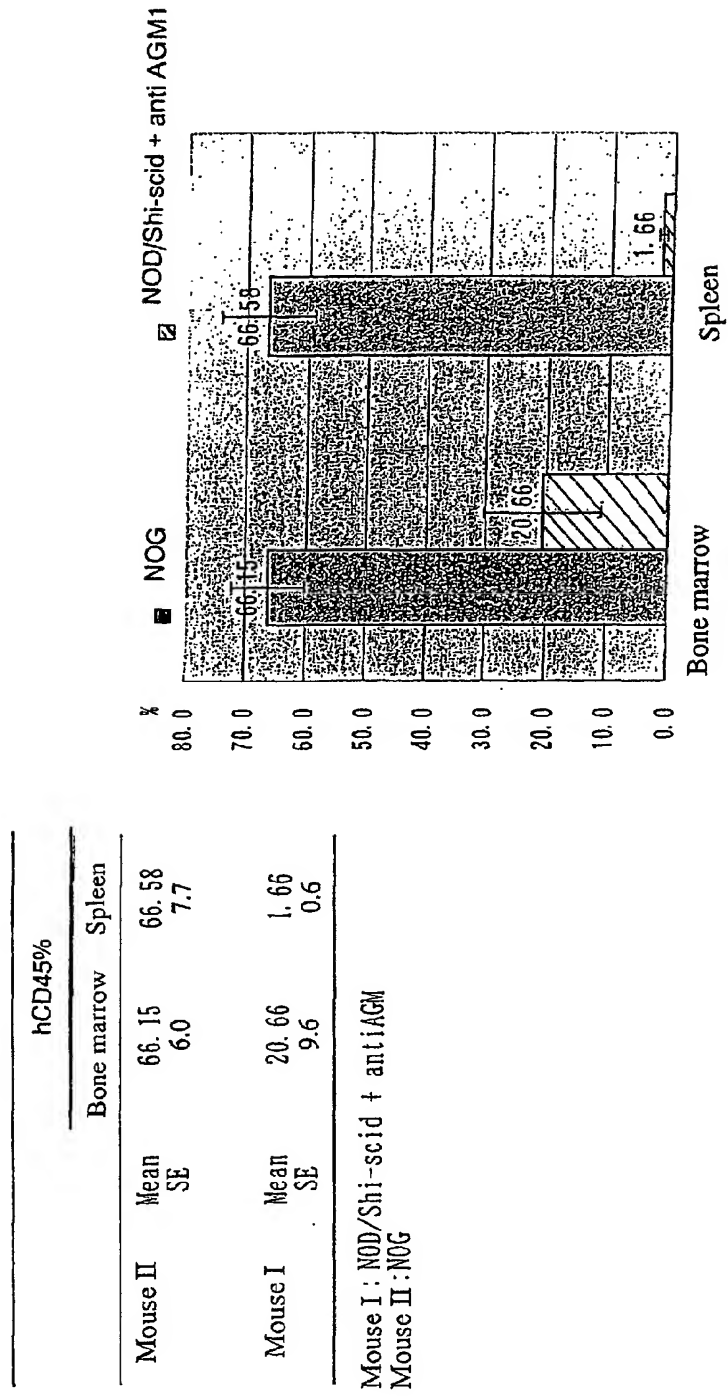 hCD45%
Bone marrow Spleen
Mouse II Mean 66.15 66.58
SE 6.0 7.7
Mouse I Mean 20.66 1.66
SE 9.6 0.6
Mouse I : NOD/Shi-scid + antiAGM
Mouse II :NOG
NOG NOD/Shi-scid + anti AGM1
%
80.0
70.0
60.0
50.0
40.0
30.0
20.0
10.0
0.0
66.15
20.66
66.58
1.66
Bone marrow Spleen